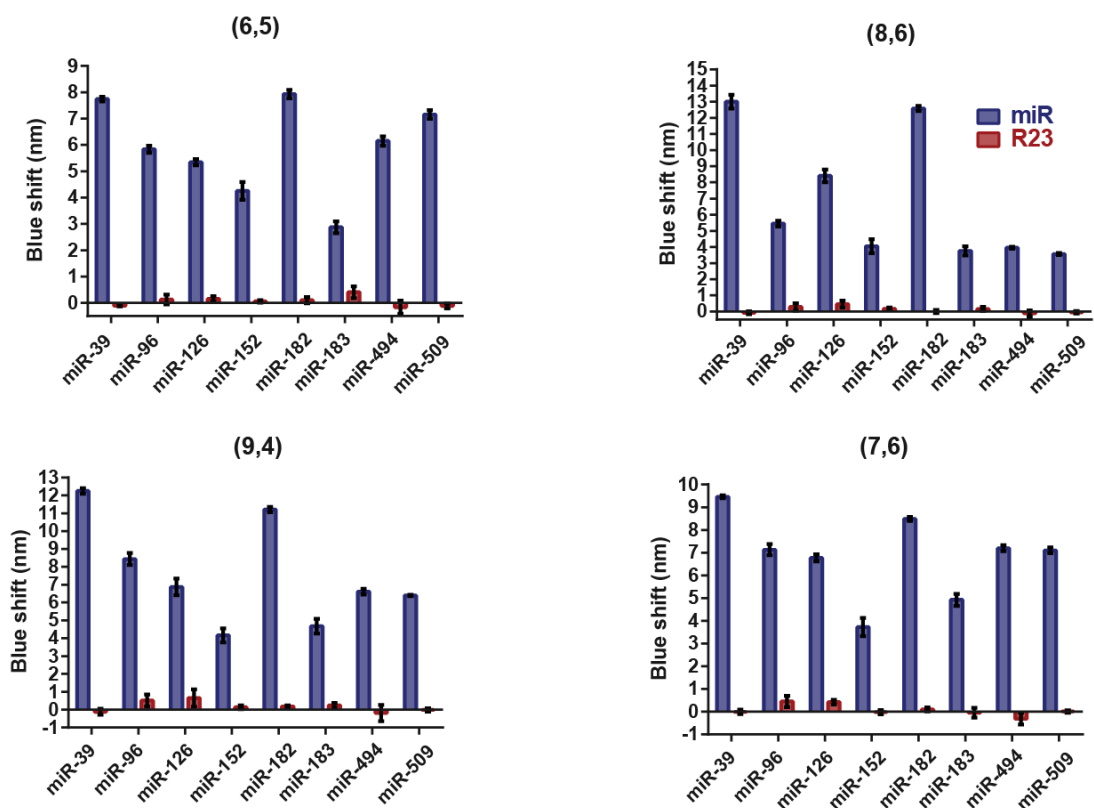 (6,5)
Blue shift (nm)
9
8
7
6
5
4
3
2
1
0
miR-39
miR-96
miR-126
miR-152
miR-182
miR-183
miR-494
miR-509
(8,6)
Blue shift (nm)
15
14
13
12
11
10
9
8
7
6
5
4
3
2
1
0
miR
R23
miR-39
miR-96
miR-126
miR-152
miR-182
miR-183
miR-494
miR-509
(9,4)
Blue shift (nm)
13
12
11
10
9
8
7
6
5
4
3
2
1
0
-1
miR-39
miR-96
miR-126
miR-152
miR-182
miR-183
miR-494
miR-509
(7,6)
Blue shift (nm)
10
9
8
7
6
5
4
3
2
1
0
-1
miR-39
miR-96
miR-126
miR-152
miR-182
miR-183
miR-494
miR-509